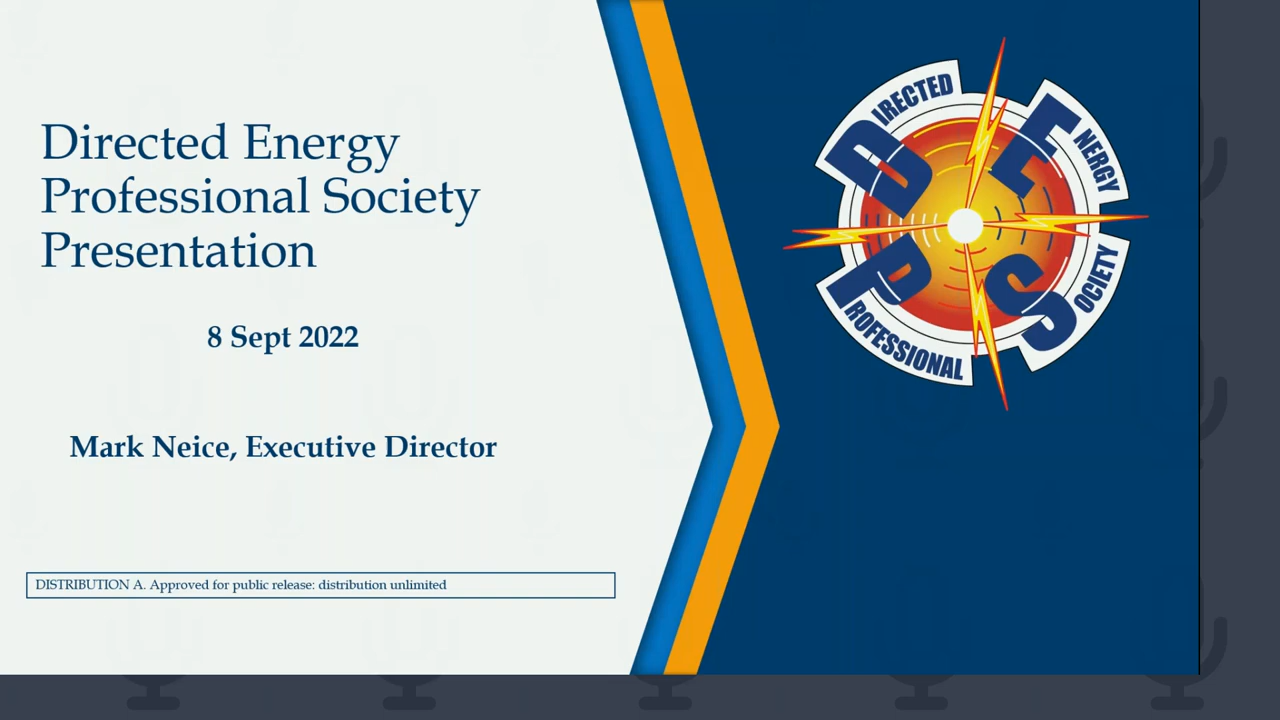 Directed Energy
Professional Society
Presentation
8 Sept 2022
Mark Neice, Executive Director
DISTRIBUTION A. Approved for public release: distribution unlimited
DIRECTED
ENERGY
PROFESSIONAL
SOCIETY